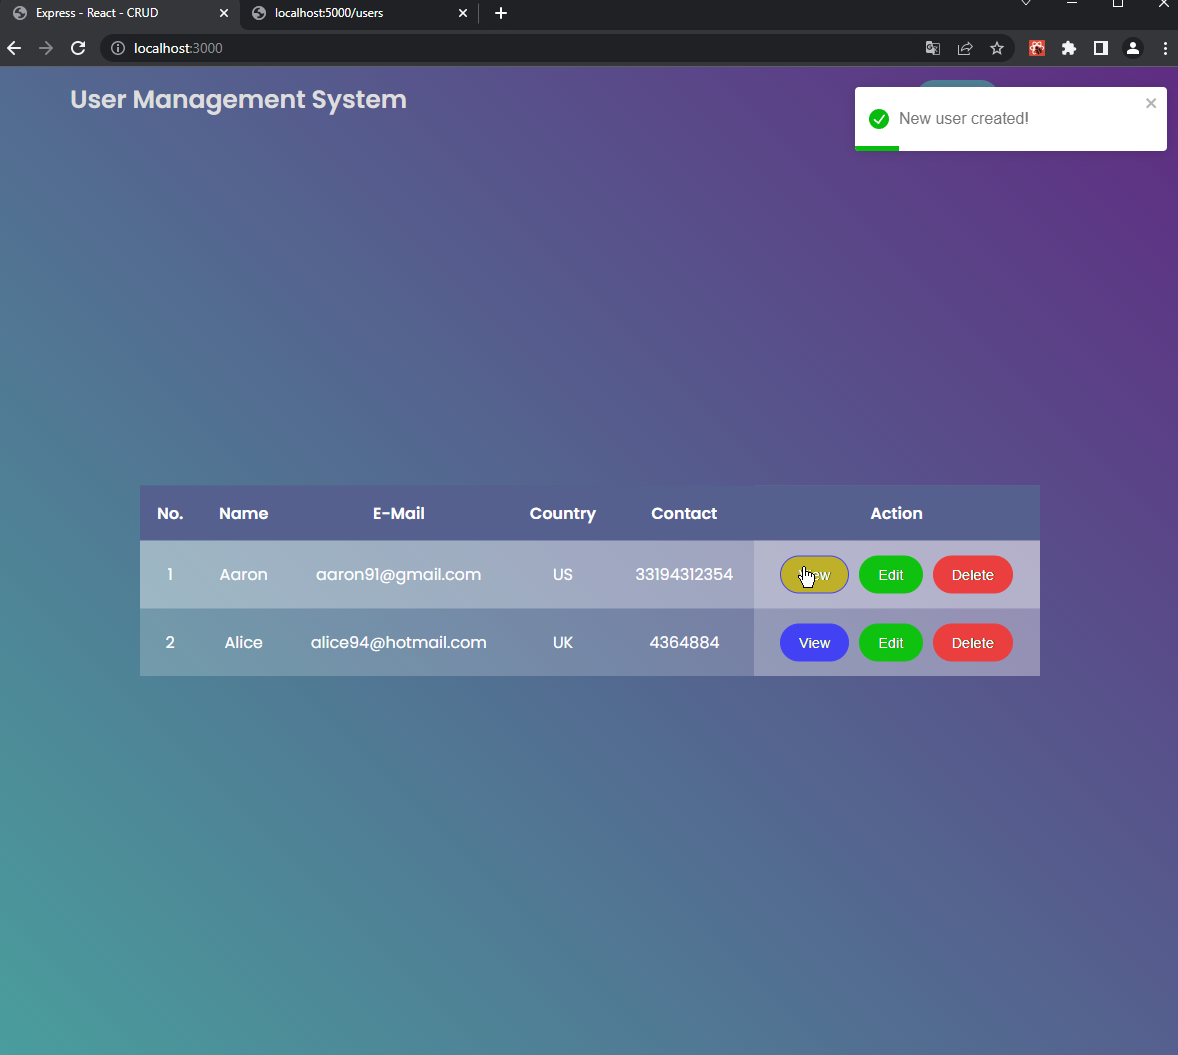 Express - React - CRUD
localhost:5000/users
localhost:3000
User Management System
New user created!
No. Name E-Mail Country Contact Action
1 Aaron aaron91@gmail.com US 33194312354 Edit Delete
2 Alice alice94@hotmail.com UK 4364884 View Edit Delete